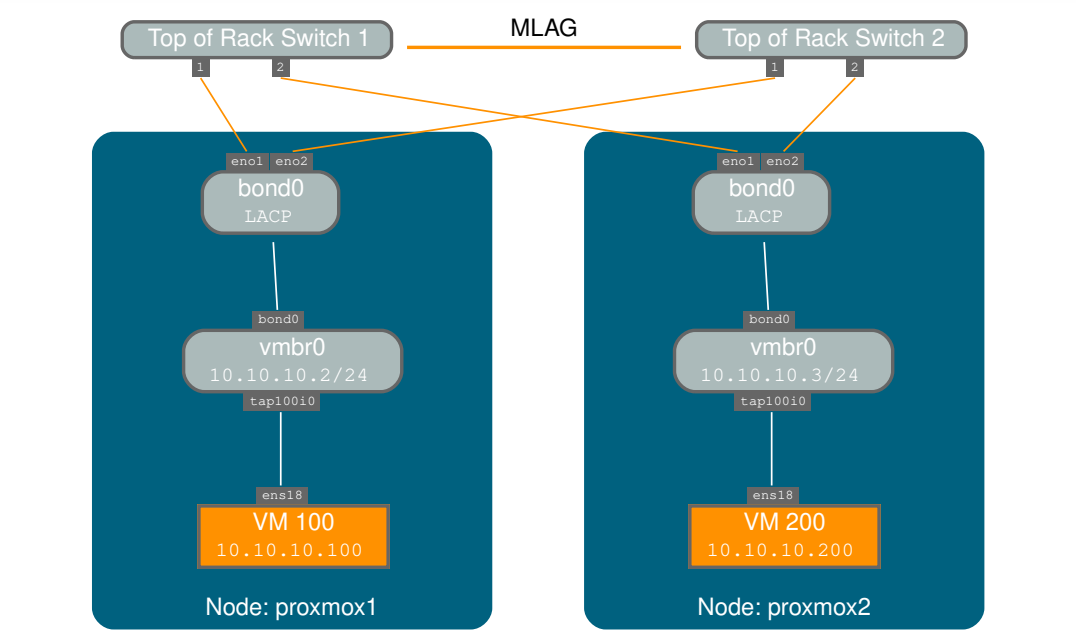 MLAG
Top of Rack Switch 1
Top of Rack Switch 2
1 2
1 2
eno1 eno2
bond0
LACP
bond0
vmbr0
10.10.10.2/24
tap100i0
ens18
VM 100
10.10.10.100
Node: proxmox1
eno1 eno2
bond0
LACP
bond0
vmbr0
10.10.10.3/24
tap100i0
ens18
VM 200
10.10.10.200
Node: proxmox2